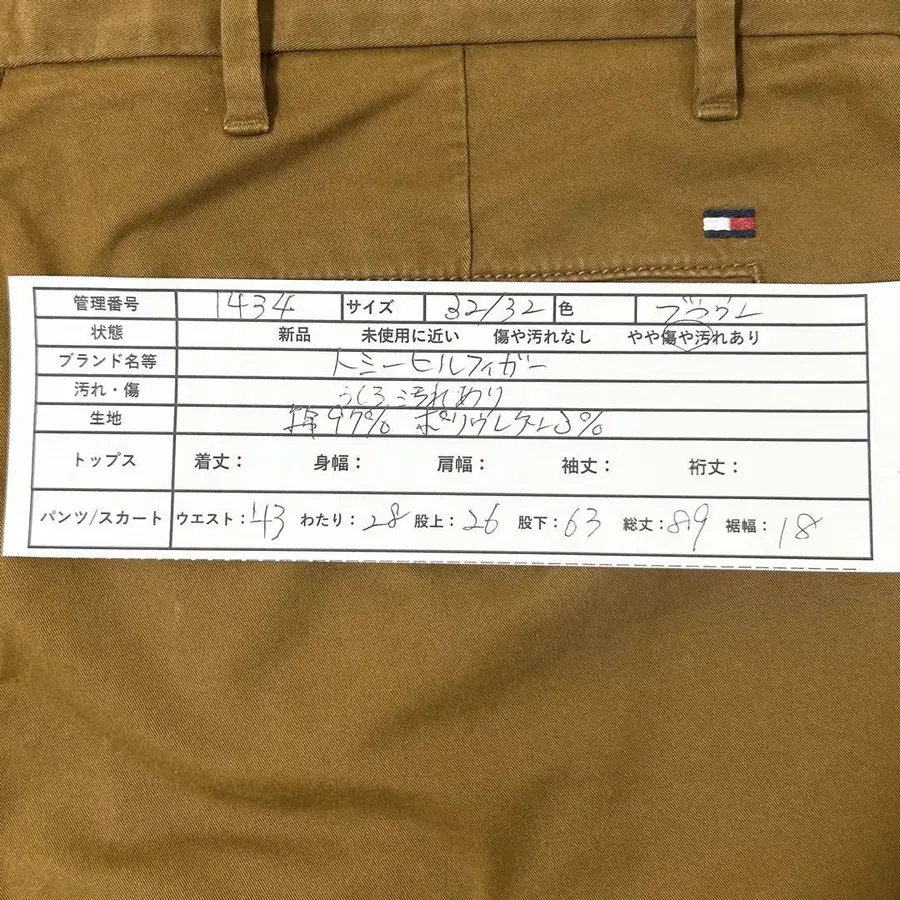 管理番号 1434 サイズ 32/32 色 ブラウン
状態 新品 未使用に近い 傷や汚れなし やや傷や汚れあり
ブランド名等 トミーヒルフィガー
汚れ・傷 うしろ、汚れあり
生地 綿97% ポリウレタン3%
トップス 着丈: 身幅: 肩幅: 袖丈: 裄丈:
パンツ/スカート ウエスト:43 わたり:28 股上:26 股下:63 総丈:89 裾幅:18